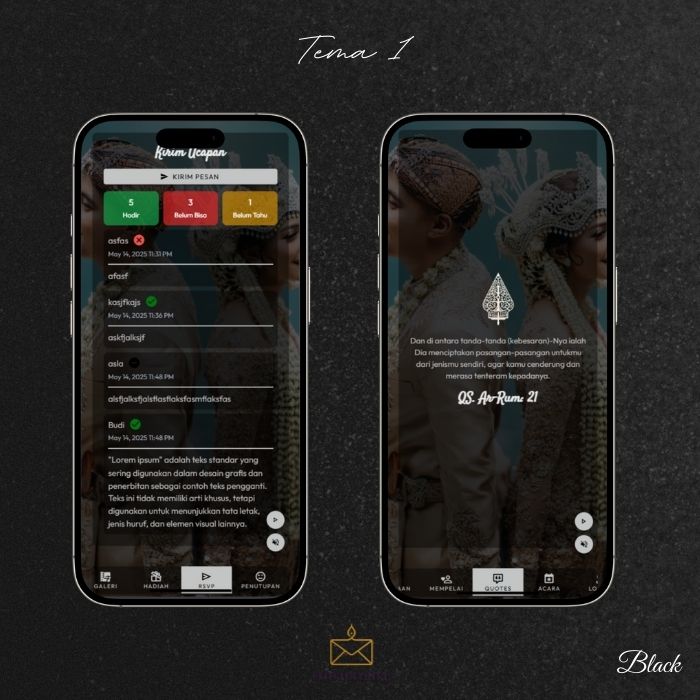 Tema 1
Kirim Ucapan
KIRIM PESAN
5
Hadir
3
Belum Bisa
1
Belum Tahu
asfas
May 14, 2025 11:31 PM
afasf
kasjfkajs
May 14, 2025 11:36 PM
askfjalksjf
asla
May 14, 2025 11:48 PM
Budi
May 14, 2025 11:48 PM
"Lorem ipsum" adalah teks standar yang
sering digunakan dalam desain grafis dan
penerbitan sebagai contoh teks pengganti.
Teks ini tidak memiliki arti khusus, tetapi
digunakan untuk menunjukkan tata letak,
jenis huruf, dan elemen visual lainnya.
GALERI
HADIAH
RSVP
PENUTUPAN
Dan di antara tanda-tanda (kebesaran)-Nya ialah
Dia menciptakan pasangan-pasangan untukmu
dari jenismu sendiri, agar kamu cenderung dan
merasa tenteram kepadanya.
QS. Ar-Rum: 21
AAN
MEMPELAI
QUOTES
ACARA
LO
Black